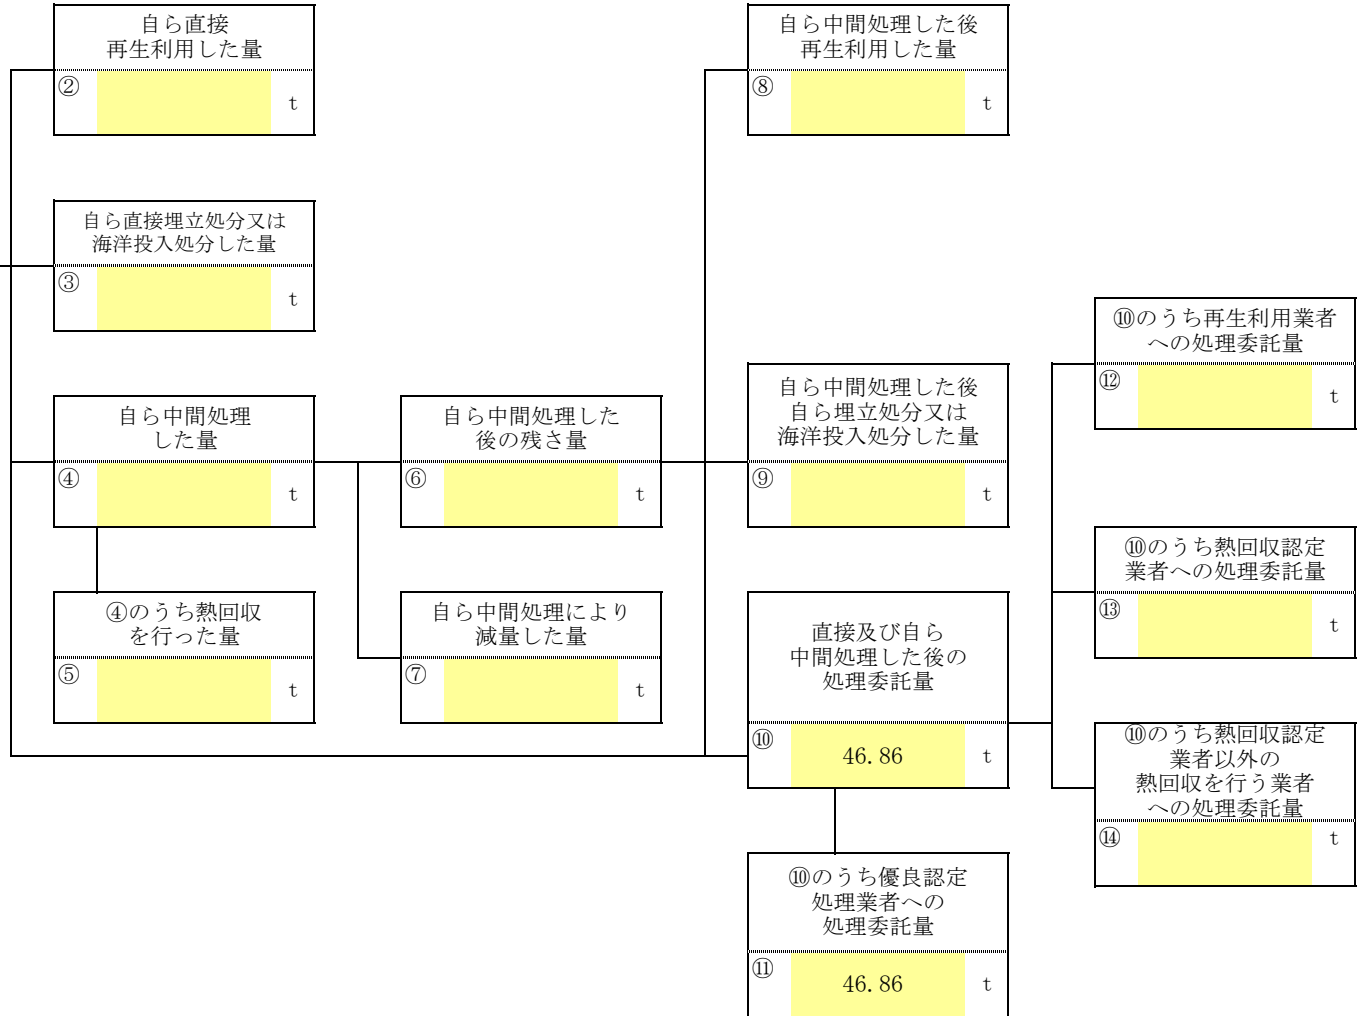 自ら直接
再生利用した量
②
t
自ら直接埋立処分又は
海洋投入処分した量
③
t
自ら中間処理
した量
④
t
④のうち熱回収
を行った量
⑤
t
自ら中間処理した
後の残さ量
⑥
t
自ら中間処理により
減量した量
⑦
t
自ら中間処理した後
再生利用した量
⑧
t
自ら中間処理した後
自ら埋立処分又は
海洋投入処分した量
⑨
t
直接及び自ら
中間処理した後の
処理委託量
⑩ 46.86 t
⑩のうち優良認定
処理業者への
処理委託量
⑪ 46.86 t
⑩のうち再生利用業者
への処理委託量
⑫
t
⑩のうち熱回収認定
業者への処理委託量
⑬
t
⑩のうち熱回収認定
業者以外の
熱回収を行う業者
への処理委託量
⑭
t